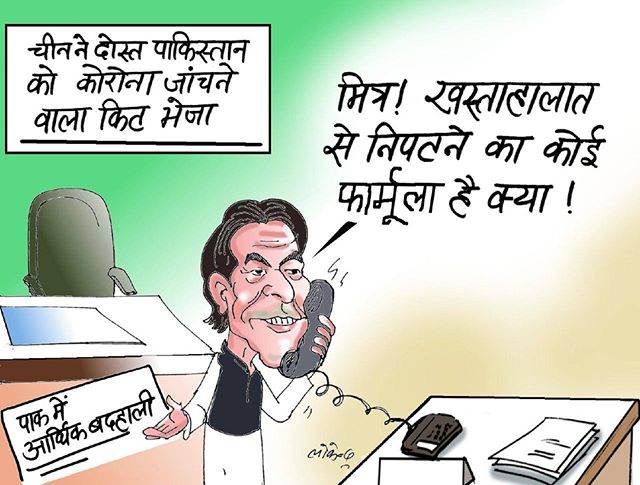 चीन ने दोस्त पाकिस्तान
को कोरोना जांचने
वाला किट भेजा
मित्र! खस्ताहालात
से निपटने का कोई
फार्मूला है क्या !
पाक में
आर्थिक बदहाली
लोकेन्द्र